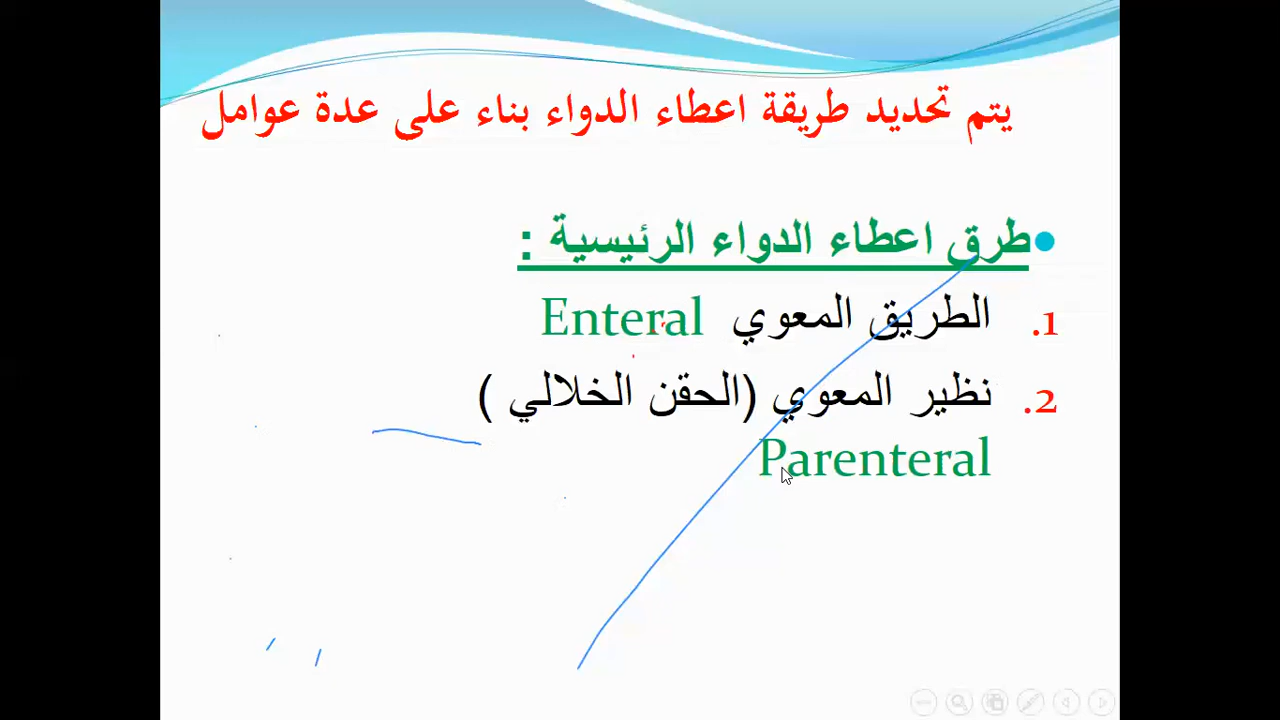 يتم تحديد طريقة اعطاء الدواء بناء على عدة عوامل
•طرق اعطاء الدواء الرئيسية :
1. الطريق المعوي Enteral
2. نظير المعوي (الحقن الخلالي )
Parenteral